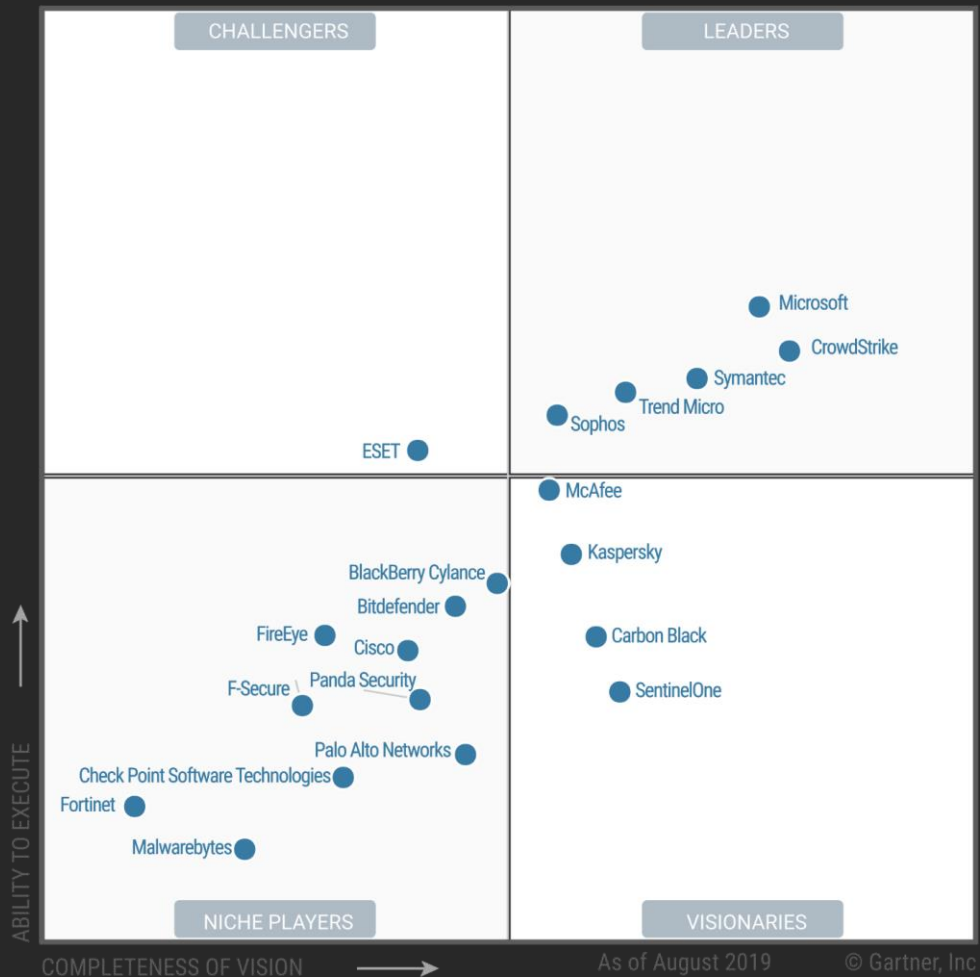 CHALLENGERS
LEADERS
Microsoft
CrowdStrike
Symantec
Trend Micro
Sophos
ESET
McAfee
Kaspersky
BlackBerry Cylance
Bitdefender
FireEye
Cisco
Carbon Black
Panda Security
F-Secure
SentinelOne
Palo Alto Networks
Check Point Software Technologies
Fortinet
Malwarebytes
NICHE PLAYERS
VISIONARIES
ABILITY TO EXECUTE
COMPLETENESS OF VISION
As of August 2019
© Gartner, Inc